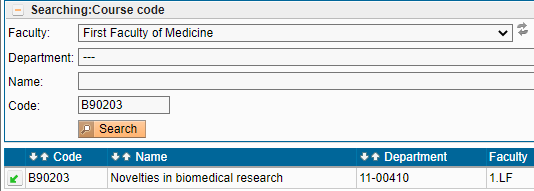 Searching:Course code
Faculty: First Faculty of Medicine
Department: ---
Name:
Code: B90203
Search
Code Name Department Faculty
B90203 Novelties in biomedical research 11-00410 1.LF